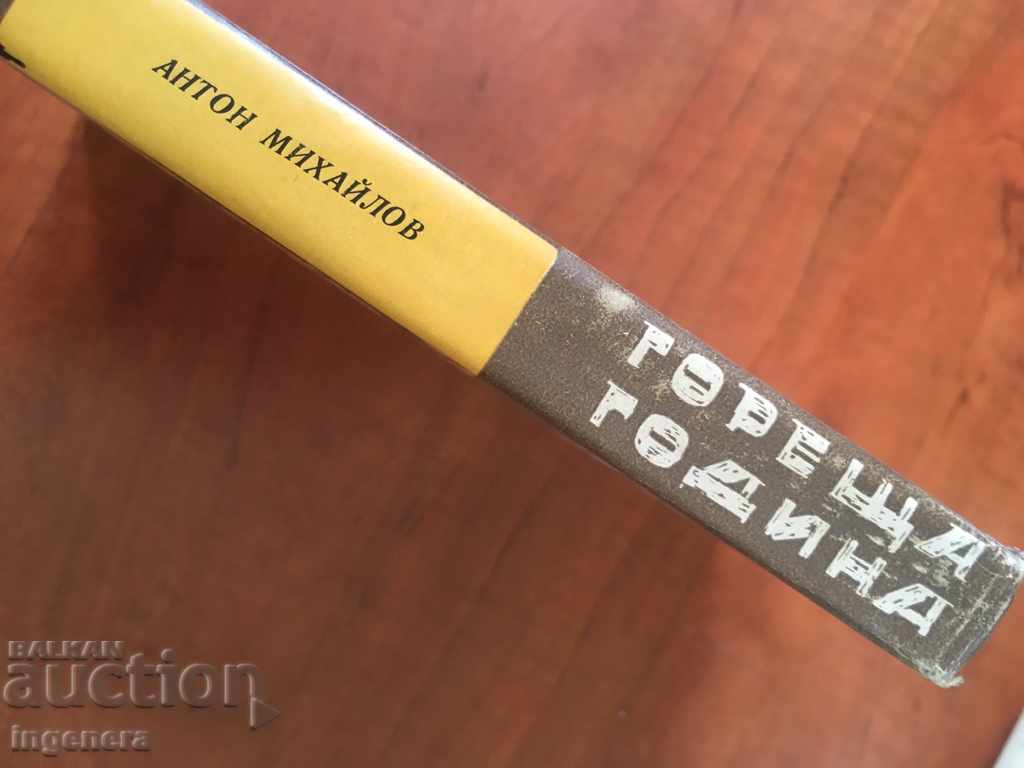 АНТОН МИХАЙЛОВ
ГОРЕЩА
ГОДИНА
BALKAN
auction
ingenera